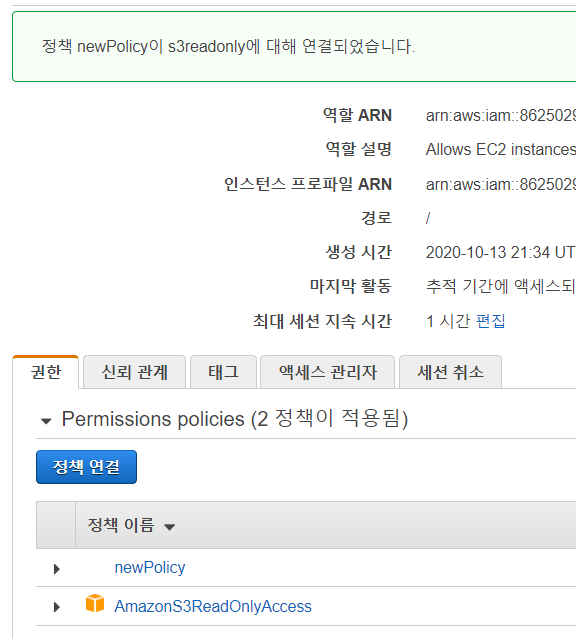 정책 newPolicy이 s3readonly에 대해 연결되었습니다.
역할 ARN arn:aws:iam::8625029
역할 설명 Allows EC2 instances
인스턴스 프로파일 ARN arn:aws:iam::8625029
경로 /
생성 시간 2020-10-13 21:34 UT
마지막 활동 추적 기간에 액세스되
최대 세션 지속 시간 1 시간 편집
권한 신뢰 관계 태그 액세스 관리자 세션 취소
Permissions policies (2 정책이 적용됨)
정책 연결
정책 이름
newPolicy
AmazonS3ReadOnlyAccess